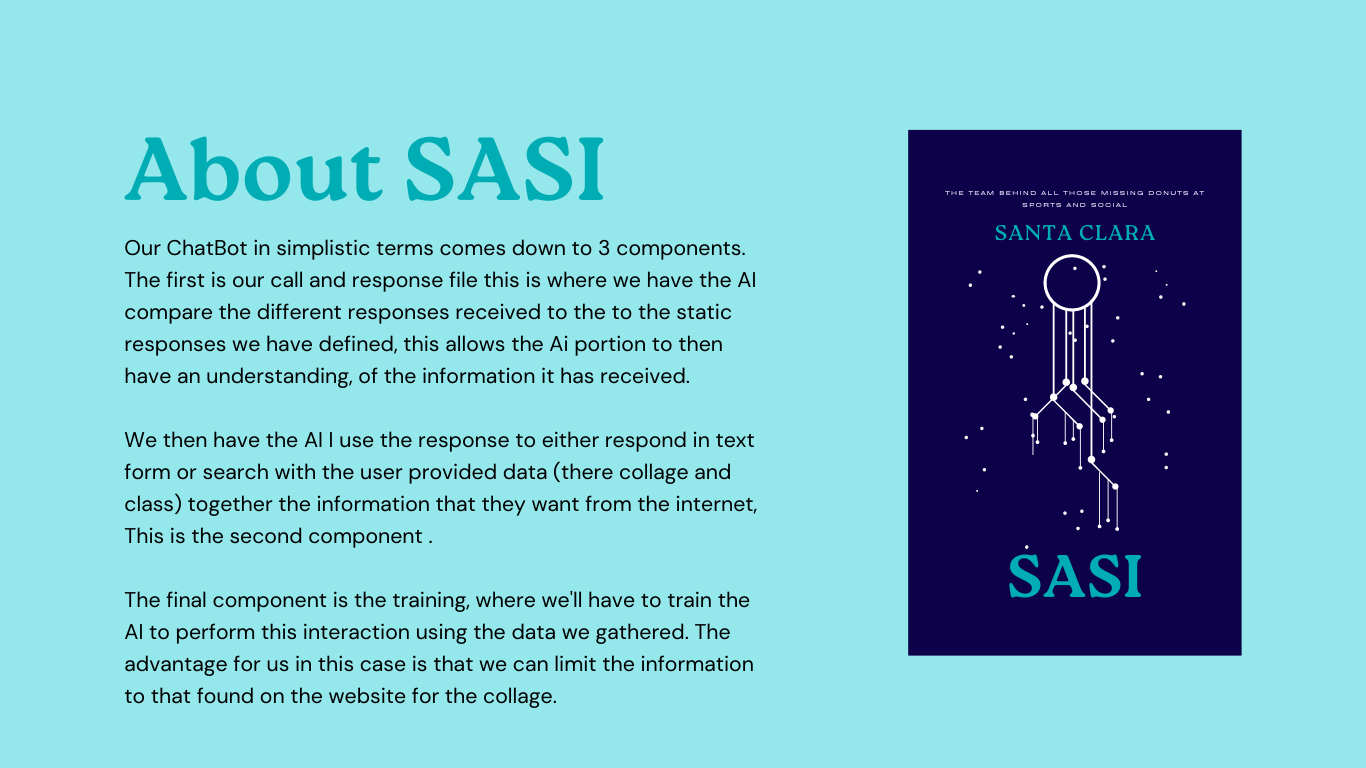 About SASI
Our ChatBot in simplistic terms comes down to 3 components.
The first is our call and response file this is where we have the AI
compare the different responses received to the to the static
responses we have defined, this allows the Ai portion to then
have an understanding, of the information it has received.
We then have the AI I use the response to either respond in text
form or search with the user provided data (there collage and
class) together the information that they want from the internet,
This is the second component .
The final component is the training, where we'll have to train the
AI to perform this interaction using the data we gathered. The
advantage for us in this case is that we can limit the information
to that found on the website for the collage.
THE TEAM BEHIND ALL THOSE MISSING DONUTS AT
SPORTS AND SOCIAL
SANTA CLARA
SASI